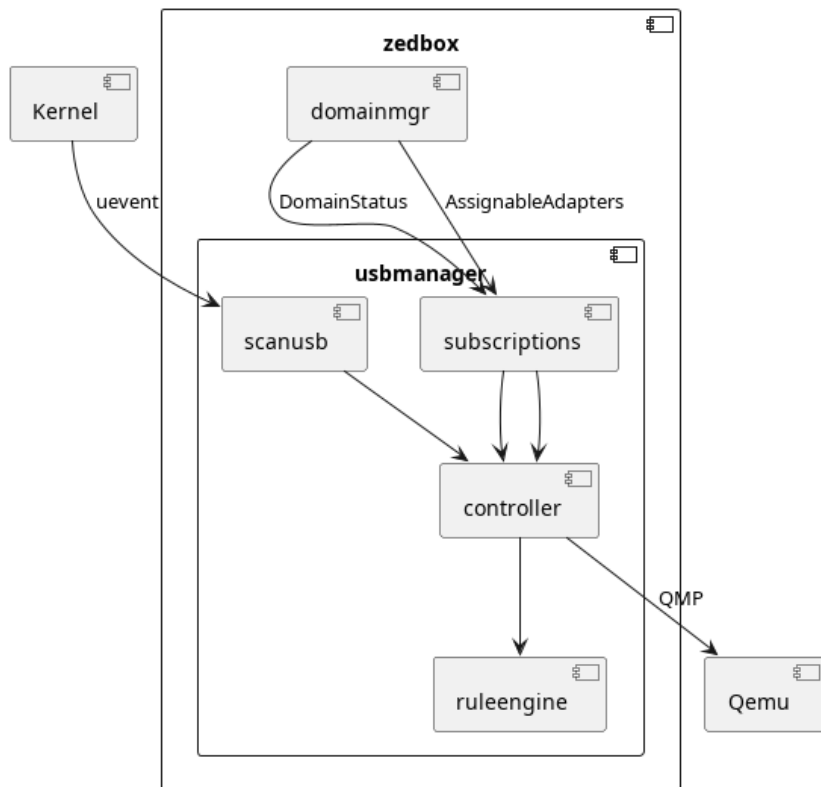 zedbox
Kernel
domainmgr
uevent
DomainStatus
AssignableAdapters
usbmanager
scanusb
subscriptions
controller
QMP
ruleengine
Qemu